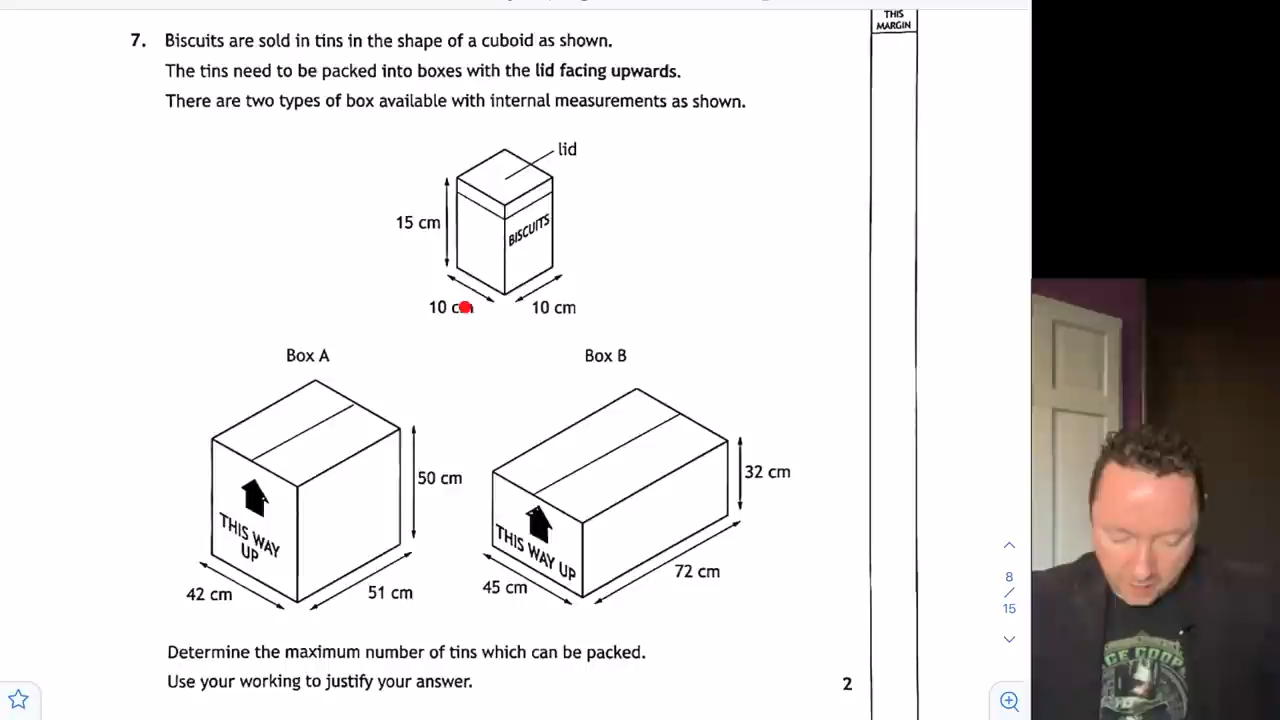 THIS
MARGIN
7. Biscuits are sold in tins in the shape of a cuboid as shown.
The tins need to be packed into boxes with the lid facing upwards.
There are two types of box available with internal measurements as shown.
lid
15 cm
BISCUITS
10 cm
10 cm
Box A
Box B
50 cm
32 cm
THIS WAY
UP
THIS WAY UP
42 cm
51 cm
45 cm
72 cm
Determine the maximum number of tins which can be packed.
Use your working to justify your answer.
2
8
/
15